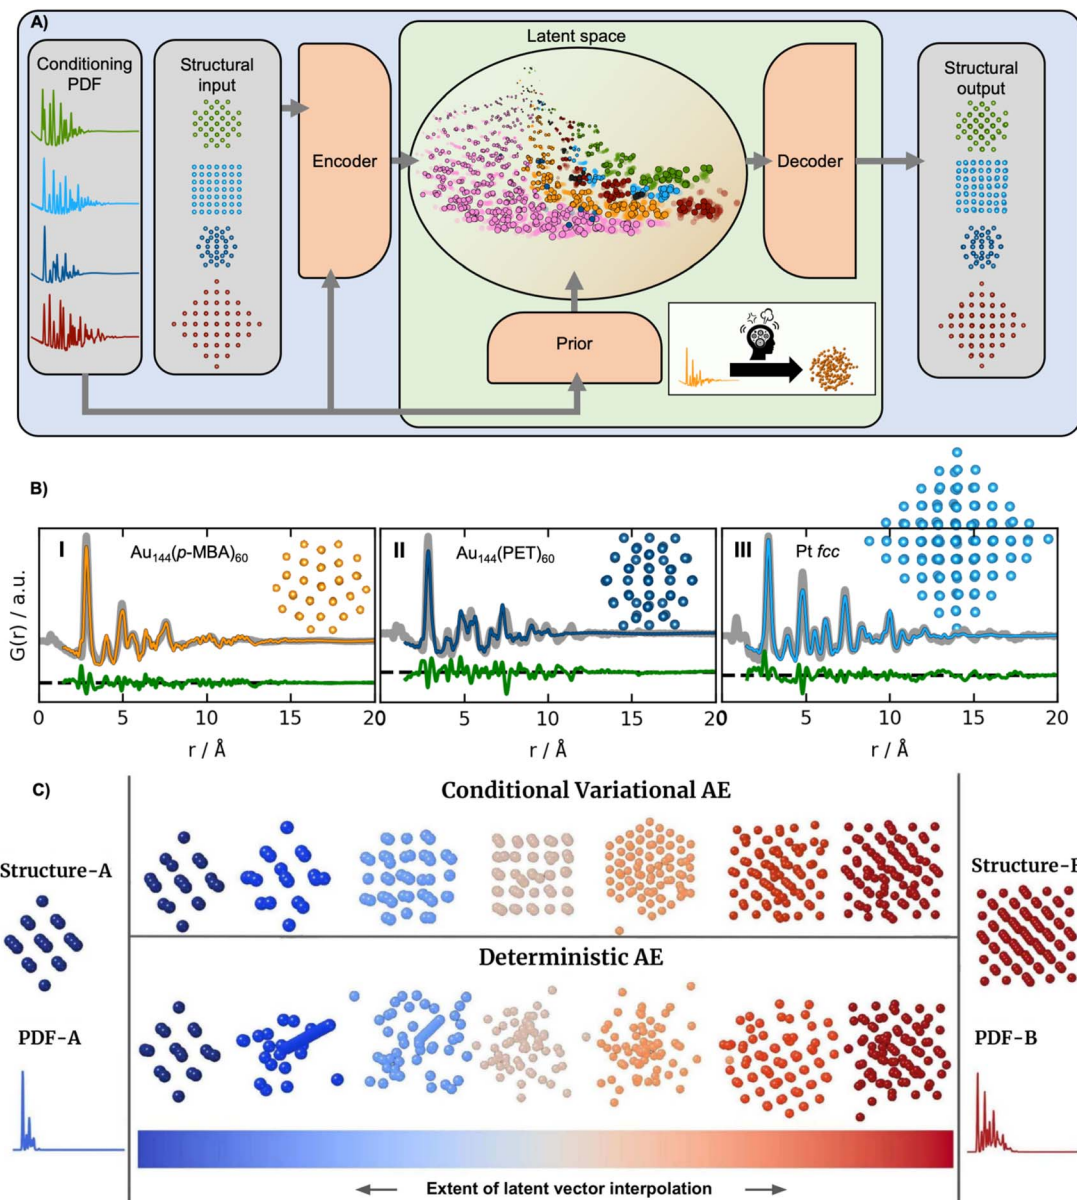 A)
Conditioning
PDF
Structural
input
Encoder
Latent space
Decoder
Structural
output
Prior
B)
G(r) / a.u.
I
Au144(p-MBA)60
II
Au144(PET)60
III
Pt fcc
0 5 10 15 20
0 5 10 15 20
0 5 10 15 20
r / Å
r / Å
r / Å
C)
Conditional Variational AE
Structure-A
Structure-
Deterministic AE
PDF-A
PDF-B
Extent of latent vector interpolation